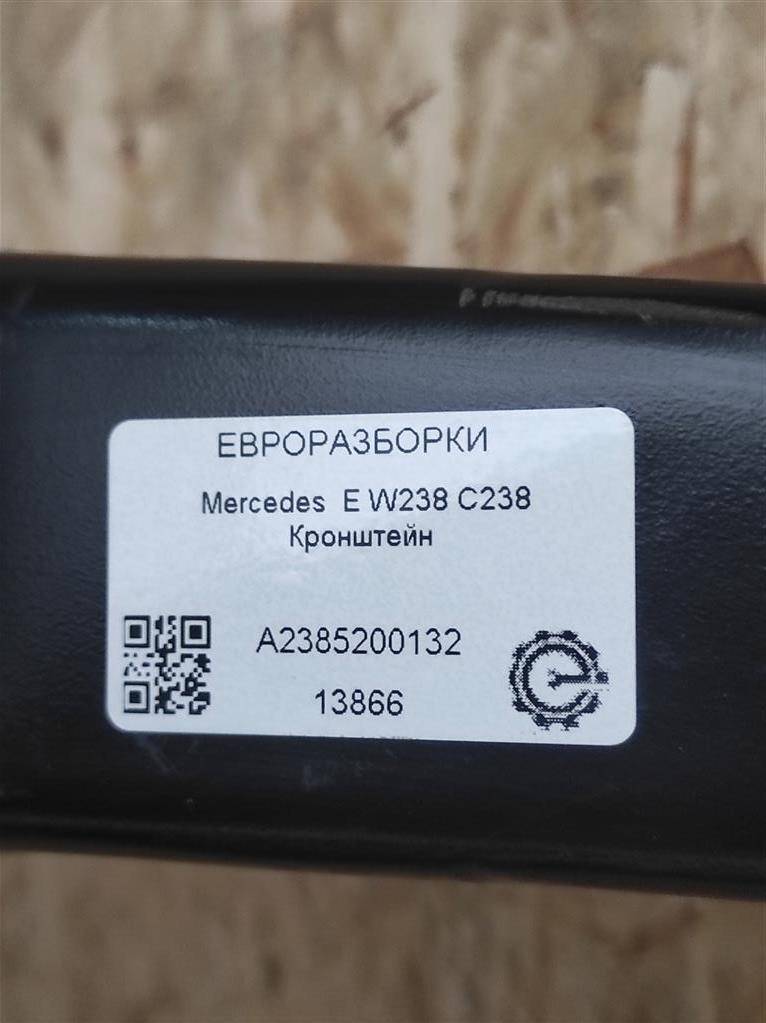 ЕВРОРАЗБОРКИ
Mercedes E W238 C238
Кронштейн
A2385200132
13866